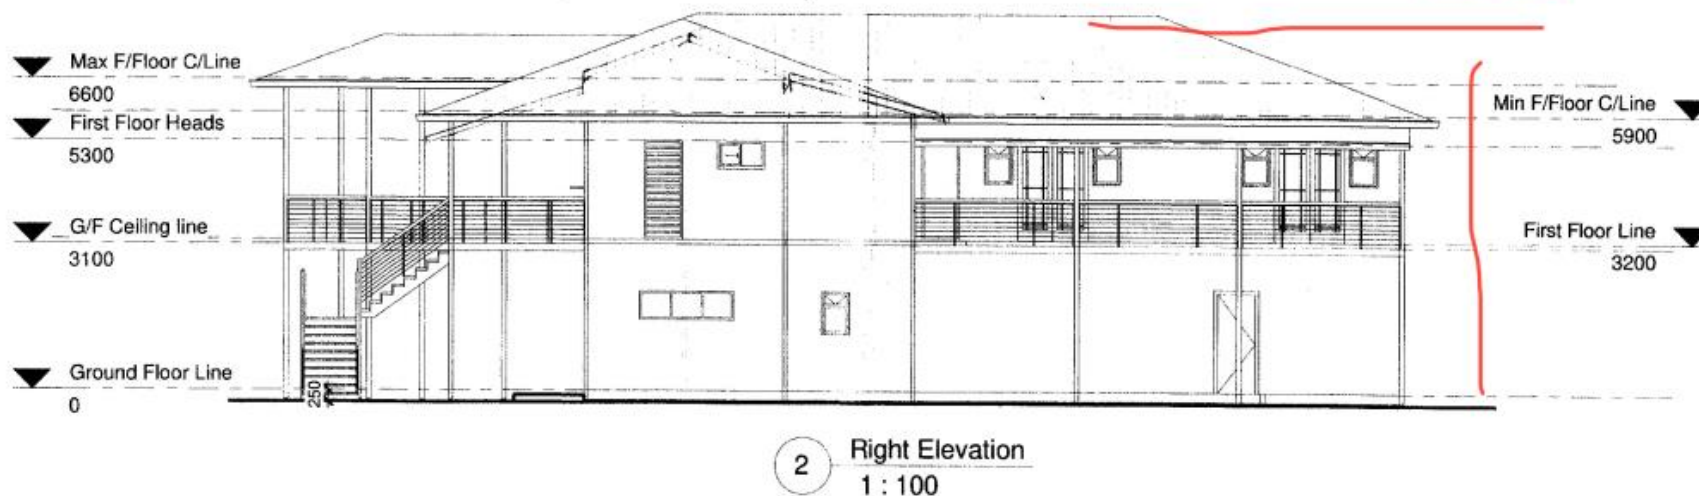 Max F/Floor C/Line
6600
First Floor Heads
5300
G/F Ceiling line
3100
Ground Floor Line
0
250
Min F/Floor C/Line
5900
First Floor Line
3200
2
Right Elevation
1 : 100